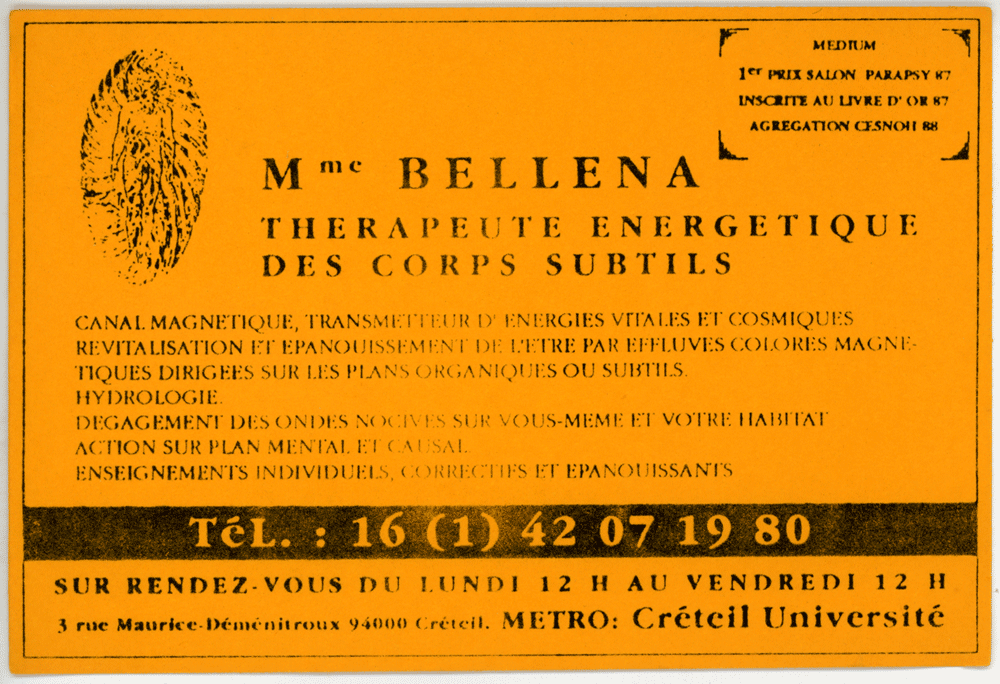 MEDIUM
1er PRIX SALON PARAPSY 87
INSCRITE AU LIVRE D' OR 87
AGREGATION CESNOH 88
Mme BELLENA
THERAPEUTE ENERGETIQUE
DES CORPS SUBTILS
CANAL MAGNETIQUE, TRANSMETTEUR D' ENERGIES VITALES ET COSMIQUES
REVITALISATION ET EPANOUISSEMENT DE L'ETRE PAR EFFLUVES COLORES MAGNE-
TIQUES DIRIGEES SUR LES PLANS ORGANIQUES OU SUBTILS.
HYDROLOGIE.
DEGAGEMENT DES ONDES NOCIVES SUR VOUS-MEME ET VOTRE HABITAT
ACTION SUR PLAN MENTAL ET CAUSAL
ENSEIGNEMENTS INDIVIDUELS, CORRECTIFS ET EPANOUISSANTS
TéL. : 16 (1) 42 07 19 80
SUR RENDEZ-VOUS DU LUNDI 12 H AU VENDREDI 12 H
3 rue Maurice-Déménitroux 94000 Créteil. METRO: Créteil Université